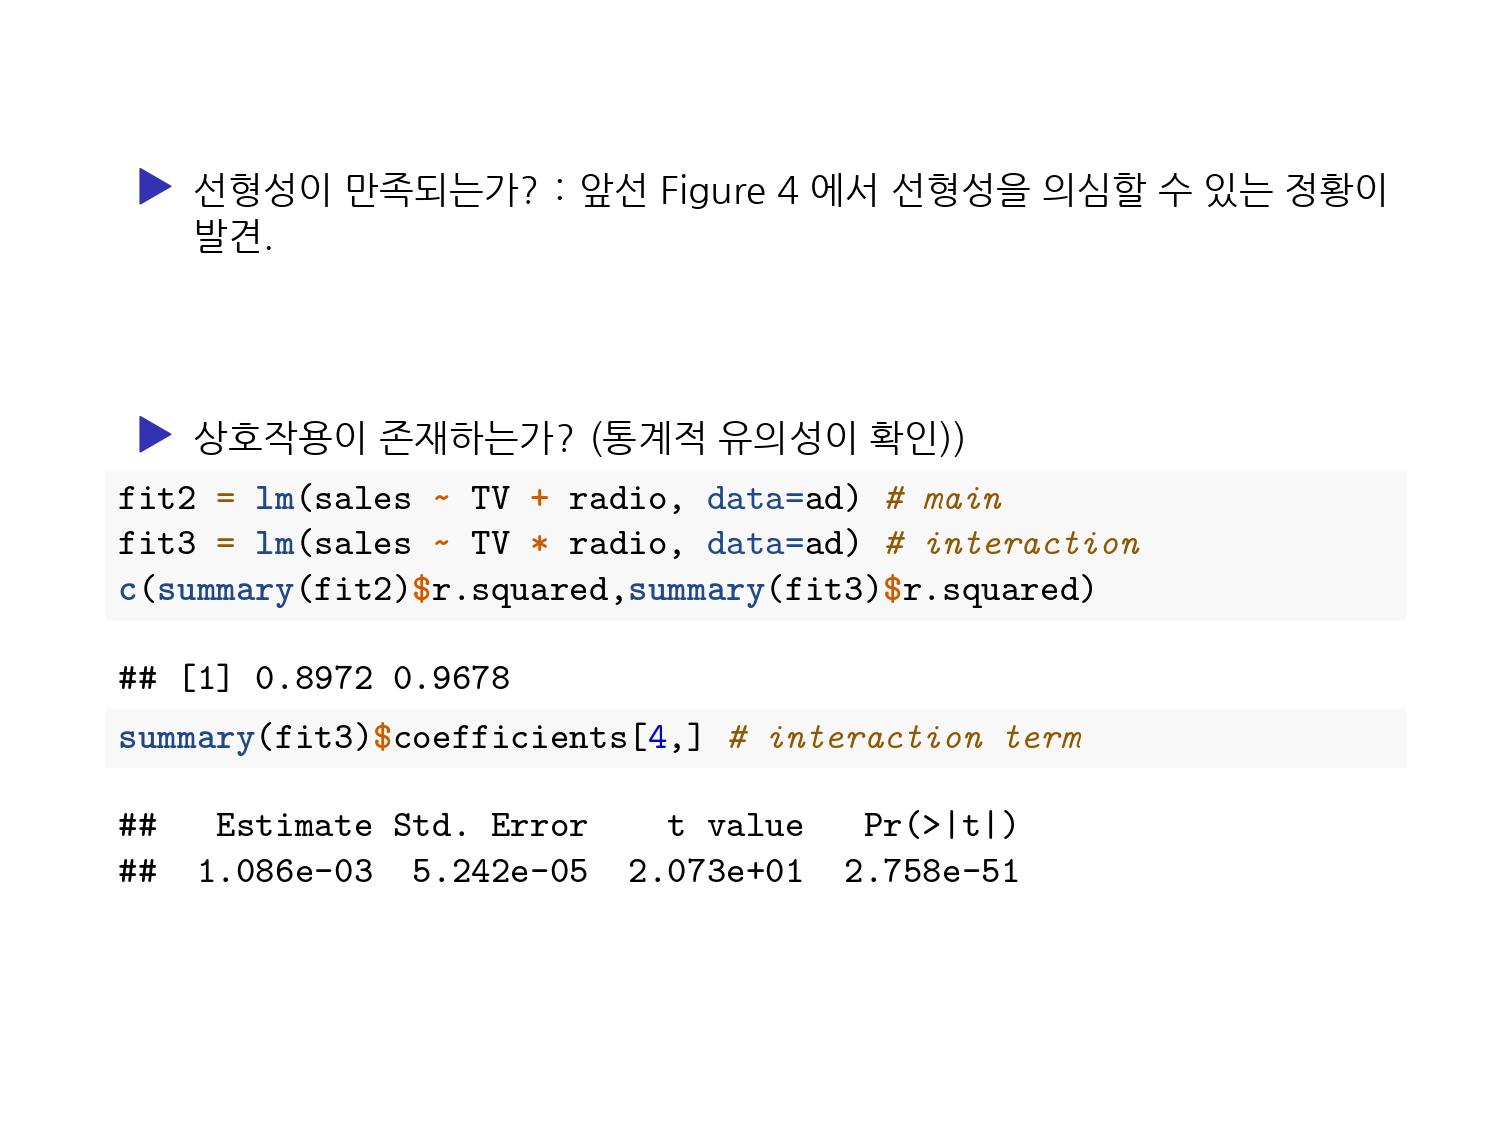 ▶ 선형성이 만족되는가? : 앞선 Figure 4 에서 선형성을 의심할 수 있는 정황이
발견.
▶ 상호작용이 존재하는가? (통계적 유의성이 확인))
fit2 = lm(sales ~ TV + radio, data=ad) # main
fit3 = lm(sales ~ TV * radio, data=ad) # interaction
c(summary(fit2)$r.squared,summary(fit3)$r.squared)
## [1] 0.8972 0.9678
summary(fit3)$coefficients[4,] # interaction term
##   Estimate Std. Error    t value   Pr(>|t|)
##  1.086e-03  5.242e-05  2.073e+01  2.758e-51